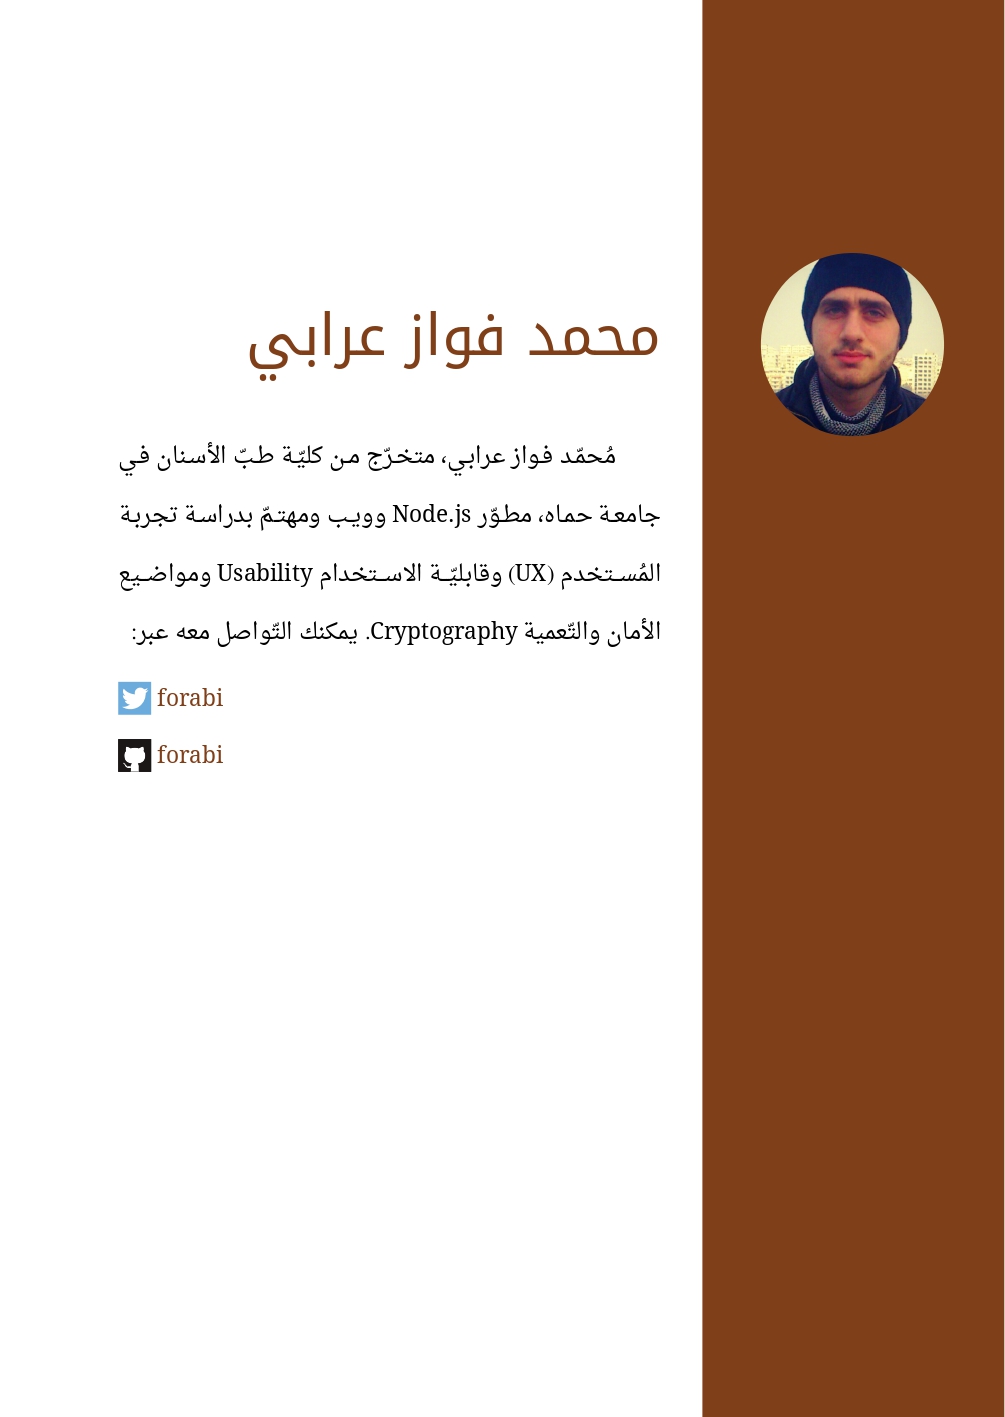 محمد فواز عرابي
مُحمّد فواز عرابي، متخرّج من كليّة طبّ الأسنان في
جامعة حماه، مطوّر Node.js وويب ومهتمّ بدراسة تجربة
المُستخدم (UX) وقابليّة الاستخدام Usability ومواضيع
الأمان والتّعمية Cryptography. يمكنك التّواصل معه عبر:
forabi
forabi